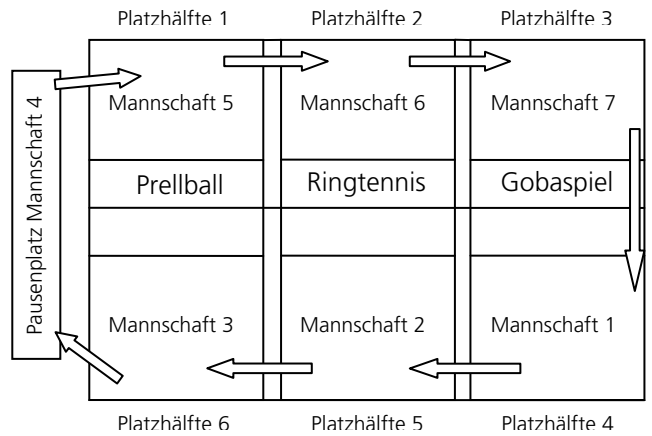 Platzhälfte 1 Platzhälfte 2 Platzhälfte 3
Pausenplatz Mannschaft 4
Mannschaft 5 Mannschaft 6 Mannschaft 7
Prellball Ringtennis Gobaspiel
Mannschaft 3 Mannschaft 2 Mannschaft 1
Platzhälfte 6 Platzhälfte 5 Platzhälfte 4